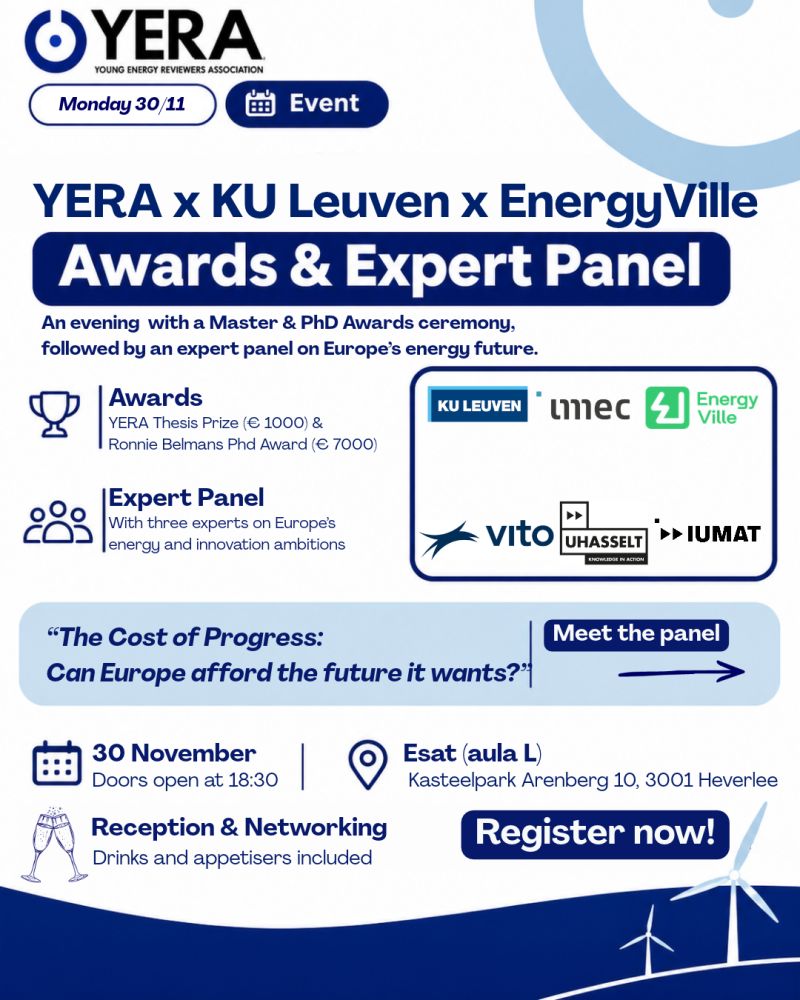 YERA
YOUNG ENERGY REVIEWERS ASSOCIATION
Monday 30/11
Event
YERA x KU Leuven x EnergyVille
Awards & Expert Panel
An evening with a Master & PhD Awards ceremony,
followed by an expert panel on Europe's energy future.
Awards
YERA Thesis Prize (€ 1000) &
Ronnie Belmans Phd Award (€ 7000)
Expert Panel
With three experts on Europe's
energy and innovation ambitions
KU LEUVEN
imec
Energy
Ville
vito
UHASSELT
KNOWLEDGE IN ACTION
IUMAT
“The Cost of Progress:
Can Europe afford the future it wants?”
Meet the panel
30 November
Doors open at 18:30
Esat (aula L)
Kasteelpark Arenberg 10, 3001 Heverlee
Reception & Networking
Drinks and appetisers included
Register now!